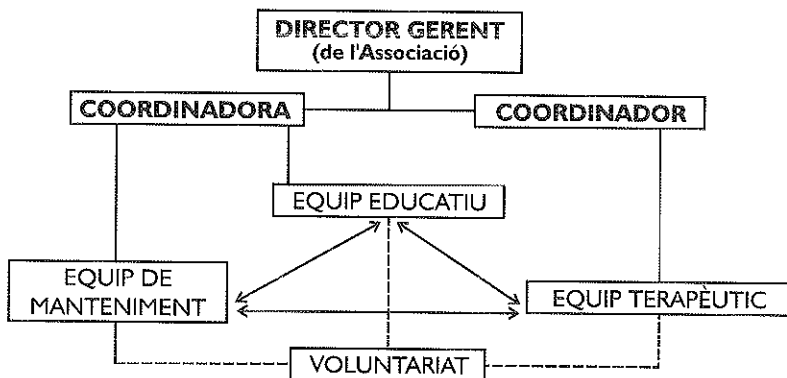 DIRECTOR GERENT
(de l'Associació)
COORDINADORA
COORDINADOR
EQUIP EDUCATIU
EQUIP DE
MANTENIMENT
EQUIP TERAPÈUTIC
VOLUNTARIAT